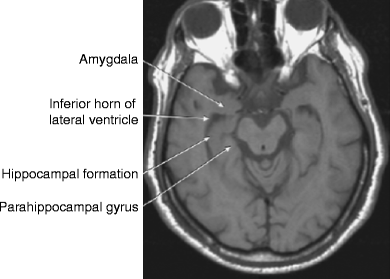 Amygdala
Inferior horn of
lateral ventricle
Hippocampal formation
Parahippocampal gyrus